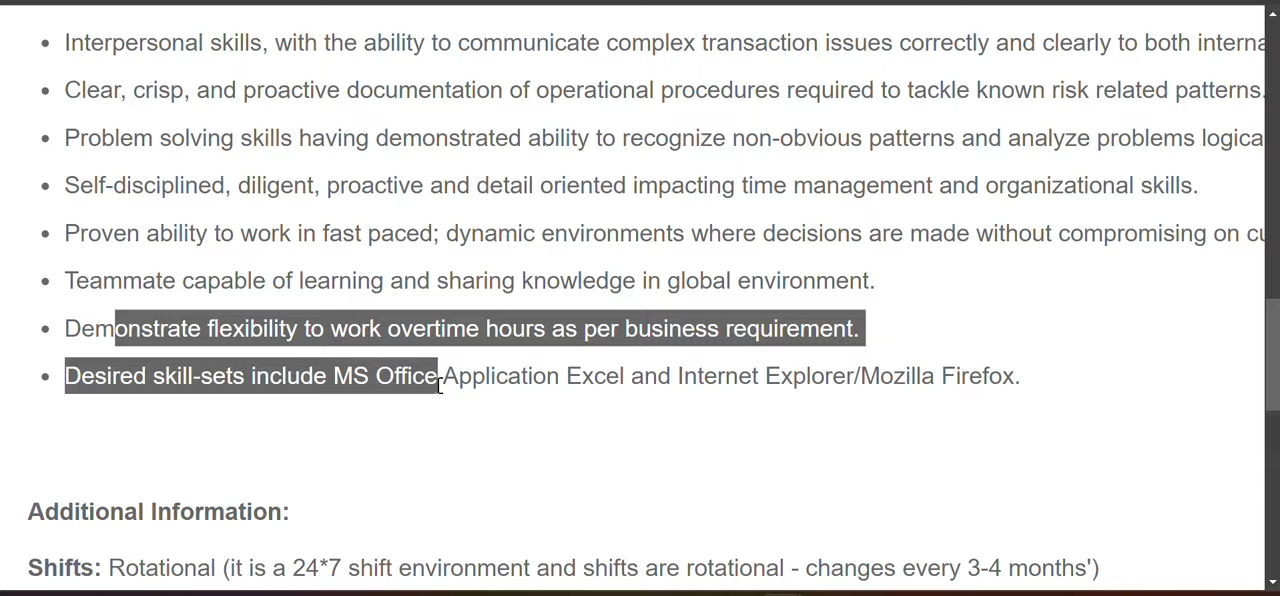 Interpersonal skills, with the ability to communicate complex transaction issues correctly and clearly to both
Clear, crisp, and proactive documentation of operational procedures required to tackle known risk related patterns.
Problem solving skills having demonstrated ability to recognize non-obvious patterns and analyze problems
Self-disciplined, diligent, proactive and detail oriented impacting time management and organizational skills.
Proven ability to work in fast paced; dynamic environments where decisions are made without compromising on
Teammate capable of learning and sharing knowledge in global environment.
Demonstrate flexibility to work overtime hours as per business requirement.
Desired skill-sets include MS Office Application Excel and Internet Explorer/Mozilla Firefox.
Additional Information:
Shifts: Rotational (it is a 24*7 shift environment and shifts are rotational - changes every 3-4 months')